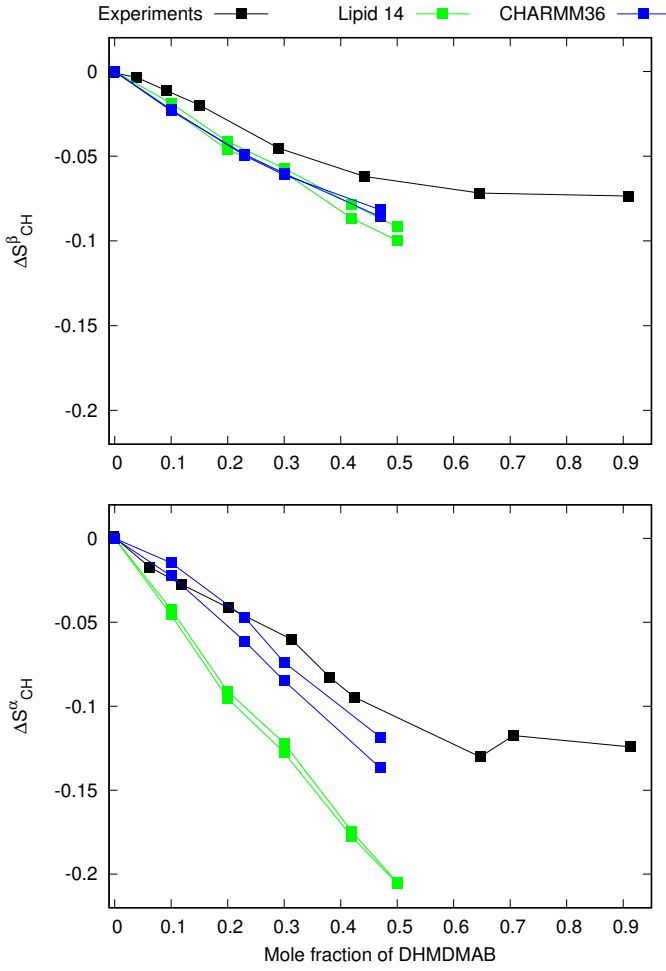 Experiments Lipid 14 CHARMM36
0
-0.05
-0.1
-0.15
-0.2
ΔS^β_CH
0 0.1 0.2 0.3 0.4 0.5 0.6 0.7 0.8 0.9
0
-0.05
-0.1
-0.15
-0.2
ΔS^α_CH
0 0.1 0.2 0.3 0.4 0.5 0.6 0.7 0.8 0.9
Mole fraction of DHMDMAB